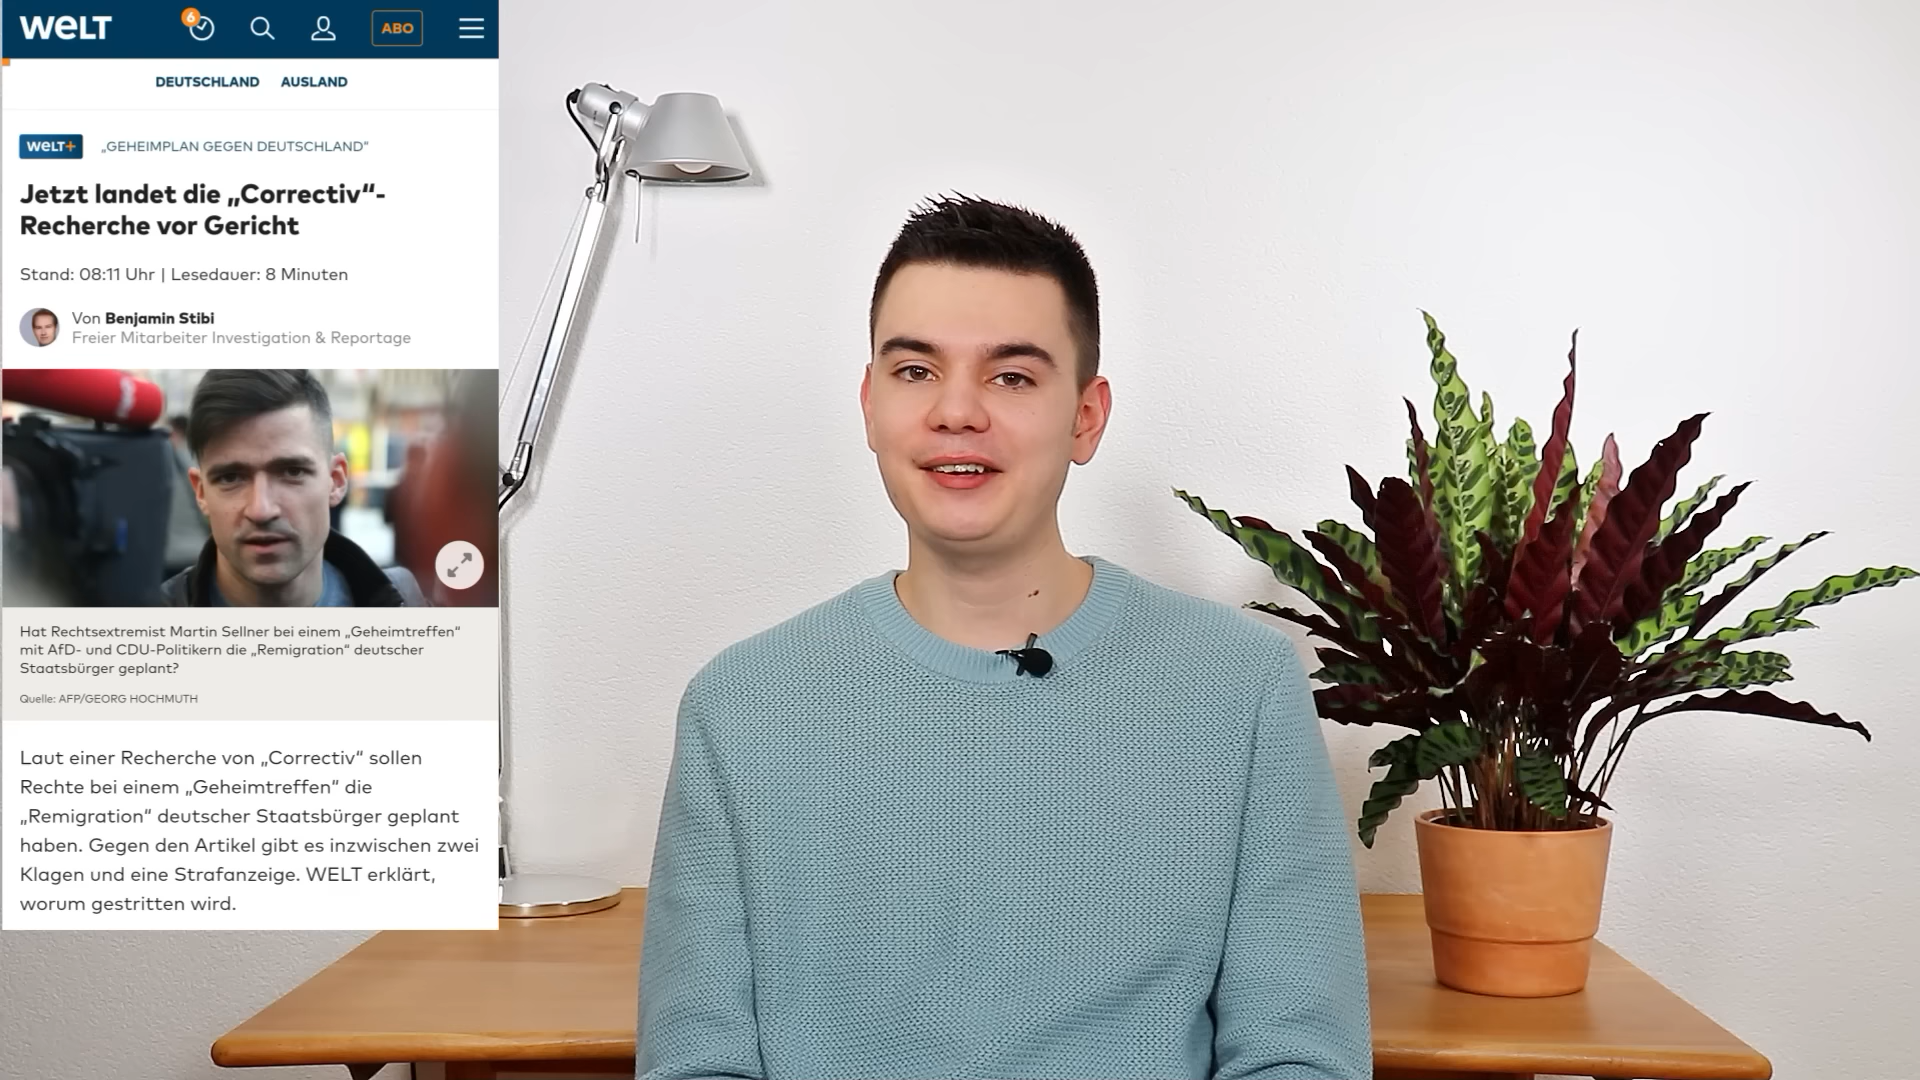 WELT
6
ABO
DEUTSCHLAND AUSLAND
WELT+ „GEHEIMPLAN GEGEN DEUTSCHLAND“
Jetzt landet die „Correctiv“-
Recherche vor Gericht
Stand: 08:11 Uhr | Lesedauer: 8 Minuten
Von Benjamin Stibi
Freier Mitarbeiter Investigation & Reportage
Hat Rechtsextremist Martin Sellner bei einem „Geheimtreffen“
mit AfD- und CDU-Politikern die „Remigration“ deutscher
Staatsbürger geplant?
Quelle: AFP/GEORG HOCHMUTH
Laut einer Recherche von „Correctiv“ sollen
Rechte bei einem „Geheimtreffen“ die
„Remigration“ deutscher Staatsbürger geplant
haben. Gegen den Artikel gibt es inzwischen zwei
Klagen und eine Strafanzeige. WELT erklärt,
worum gestritten wird.